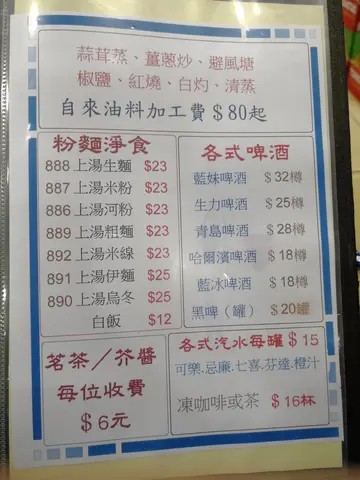 蒜茸蒸、薑蔥炒、避風塘
椒鹽、紅燒、白灼、清蒸
自來油料加工費$80起
粉麵淨食
888 上湯生麵 $23
887 上湯米粉 $23
886 上湯河粉 $23
889 上湯粗麵 $23
892 上湯米線 $23
891 上湯伊麵 $25
890 上湯烏冬 $25
白飯 $12
各式啤酒
藍妹啤酒 $32樽
生力啤酒 $25樽
青島啤酒 $28樽
哈爾濱啤酒 $18樽
藍冰啤酒 $18樽
黑啤(罐) $20罐
茗茶/芥醬
每位收費
$6元
各式汽水每罐$15
可樂.忌廉.七喜.芬達.橙汁
凍咖啡或茶 $16杯